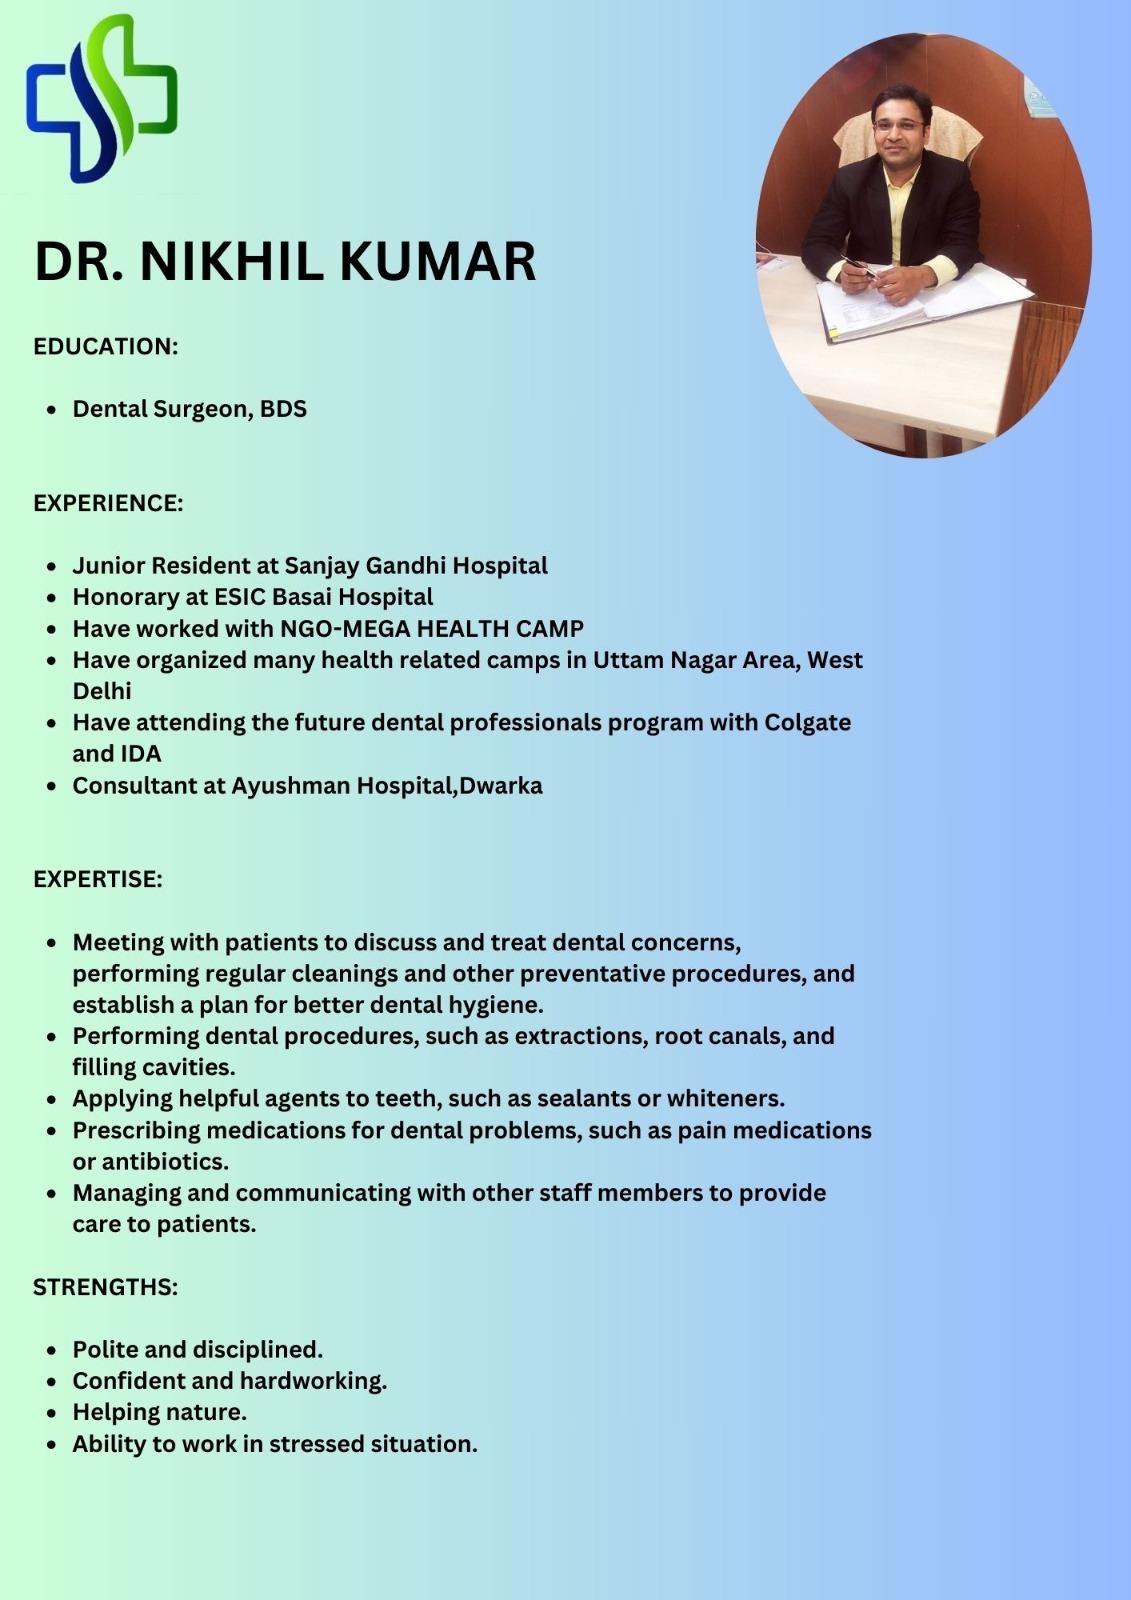 DR. NIKHIL KUMAR
EDUCATION:
• Dental Surgeon, BDS
EXPERIENCE:
• Junior Resident at Sanjay Gandhi Hospital
• Honorary at ESIC Basai Hospital
• Have worked with NGO-MEGA HEALTH CAMP
• Have organized many health related camps in Uttam Nagar Area, West
Delhi
• Have attending the future dental professionals program with Colgate
and IDA
• Consultant at Ayushman Hospital,Dwarka
EXPERTISE:
• Meeting with patients to discuss and treat dental concerns,
performing regular cleanings and other preventative procedures, and
establish a plan for better dental hygiene.
• Performing dental procedures, such as extractions, root canals, and
filling cavities.
• Applying helpful agents to teeth, such as sealants or whiteners.
• Prescribing medications for dental problems, such as pain medications
or antibiotics.
• Managing and communicating with other staff members to provide
care to patients.
STRENGTHS:
• Polite and disciplined.
• Confident and hardworking.
• Helping nature.
• Ability to work in stressed situation.